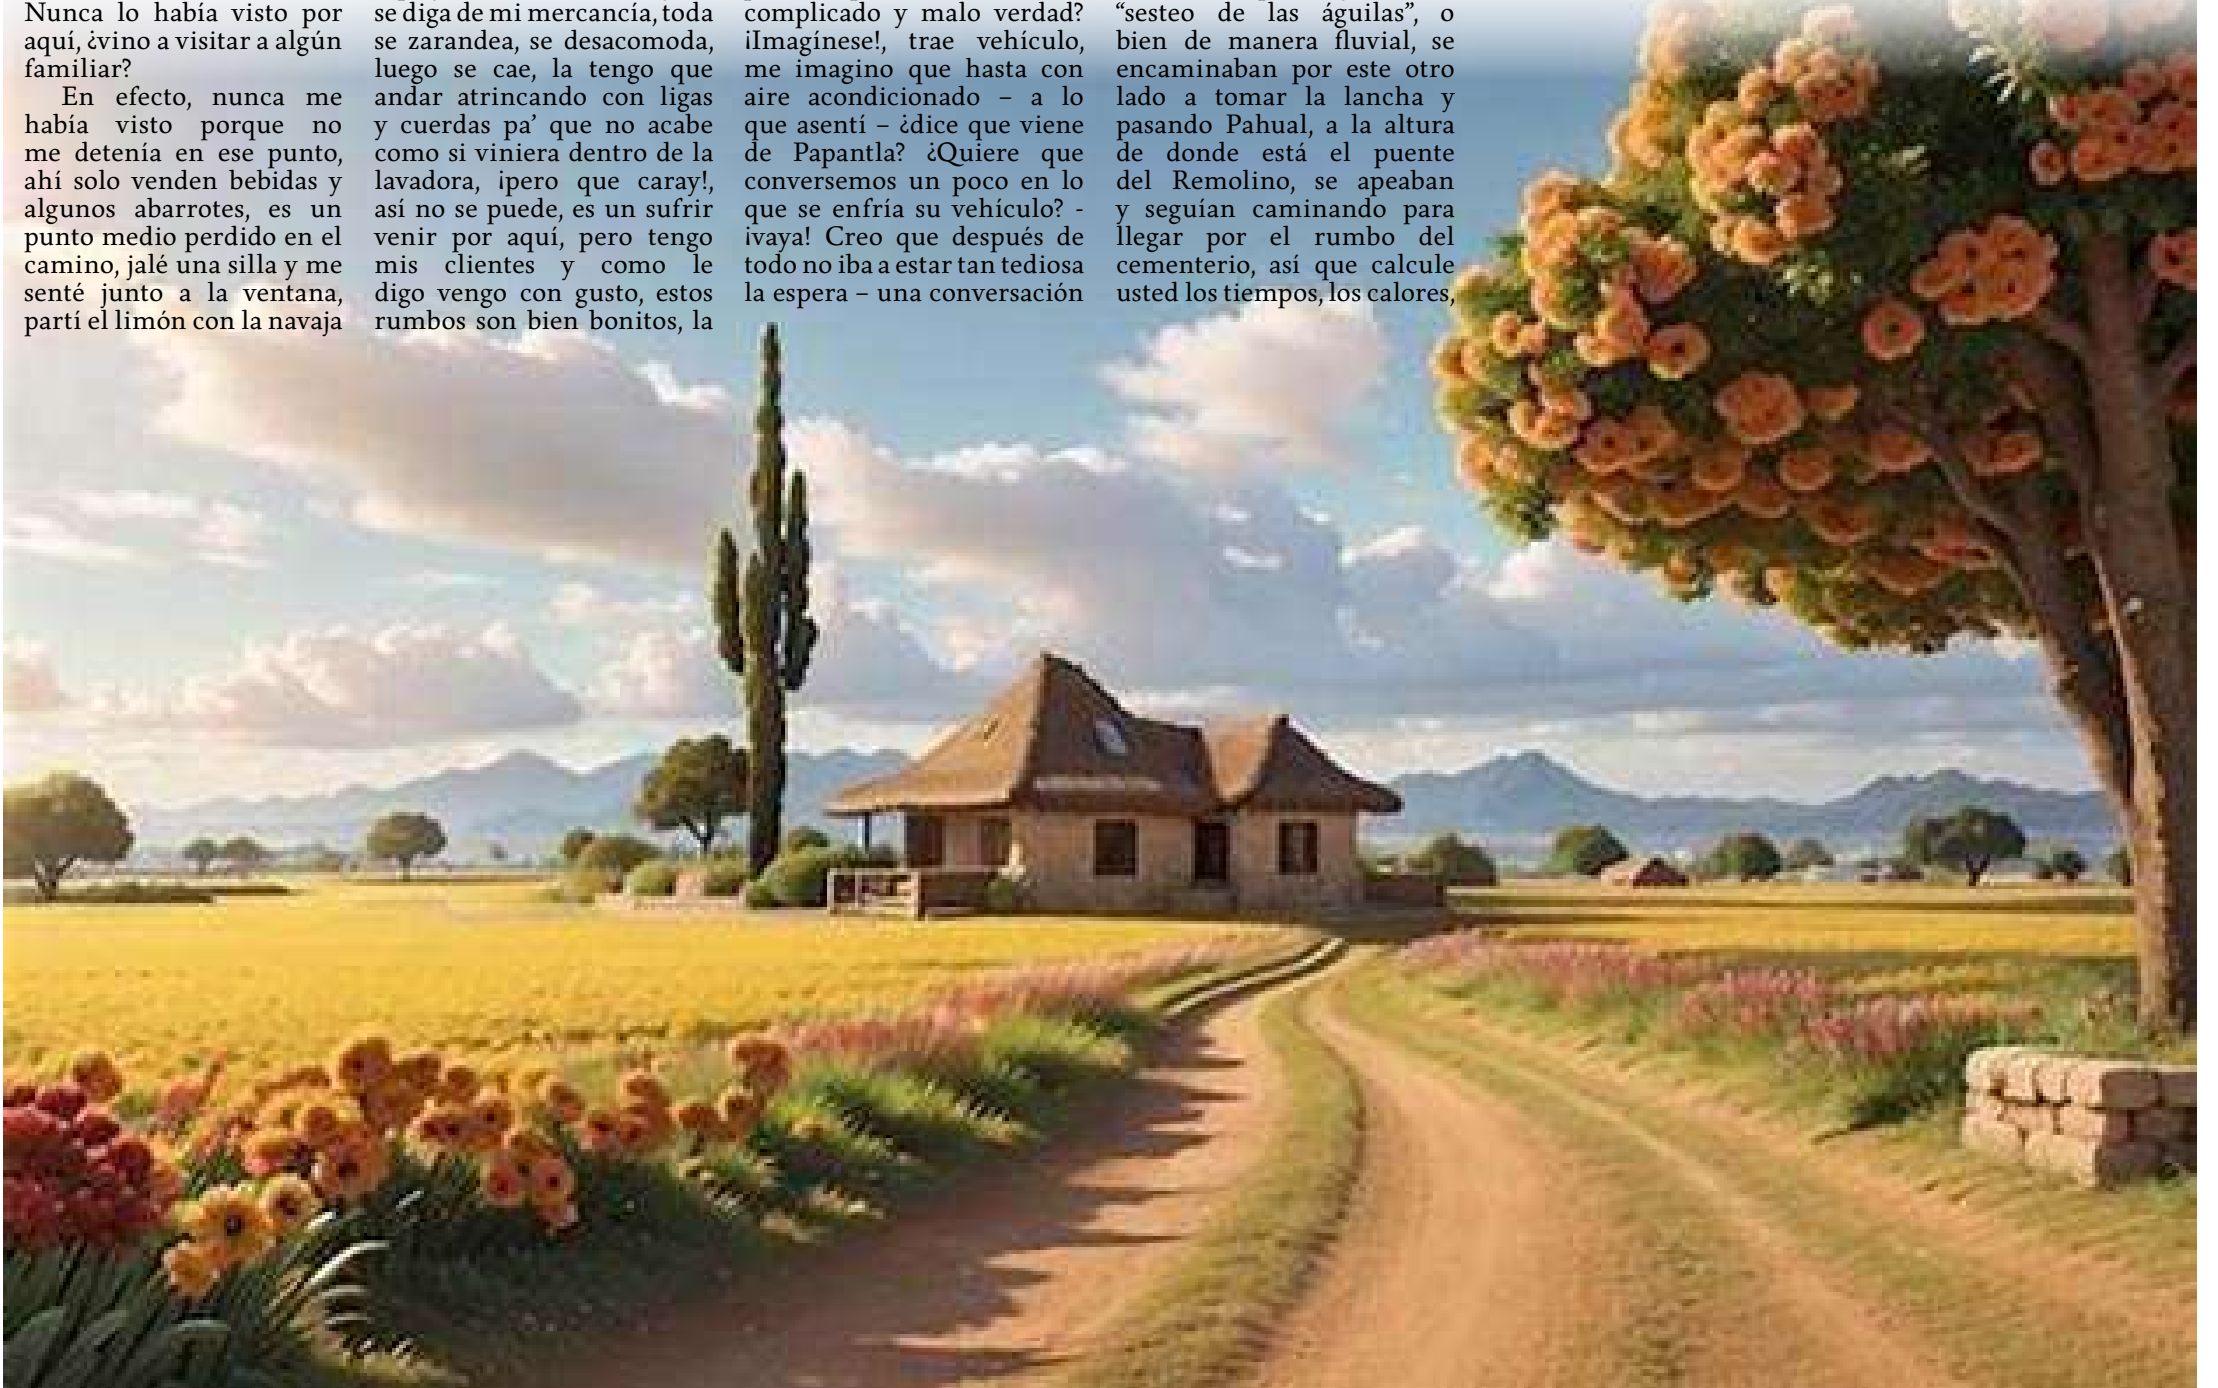 Nunca lo había visto por
aquí, ¿vino a visitar a algún
familiar?
En efecto, nunca me
había visto porque no
me detenía en ese punto,
ahí solo venden bebidas y
algunos abarrotes, es un
punto medio perdido en el
camino, jalé una silla y me
senté junto a la ventana,
partí el limón con la navaja
se diga de mi mercancía, toda
se zarandea, se desacomoda,
luego se cae, la tengo que
andar atrincando con ligas
y cuerdas pa’ que no acabe
como si viniera dentro de la
lavadora, ¡pero que caray!,
así no se puede, es un sufrir
venir por aquí, pero tengo
mis clientes y como le
digo vengo con gusto, estos
rumbos son bien bonitos, la
complicado y malo verdad?
¡Imagínese!, trae vehículo,
me imagino que hasta con
aire acondicionado – a lo
que asentí – ¿dice que viene
de Papantla? ¿Quiere que
conversemos un poco en lo
que se enfría su vehículo? -
¡vaya! Creo que después de
todo no iba a estar tan tediosa
la espera – una conversación
“sesteo de las águilas”, o
bien de manera fluvial, se
encaminaban por este otro
lado a tomar la lancha y
pasando Pahual, a la altura
de donde está el puente
del Remolino, se apeaban
y seguían caminando para
llegar por el rumbo del
cementerio, así que calcule
usted los tiempos, los calores,